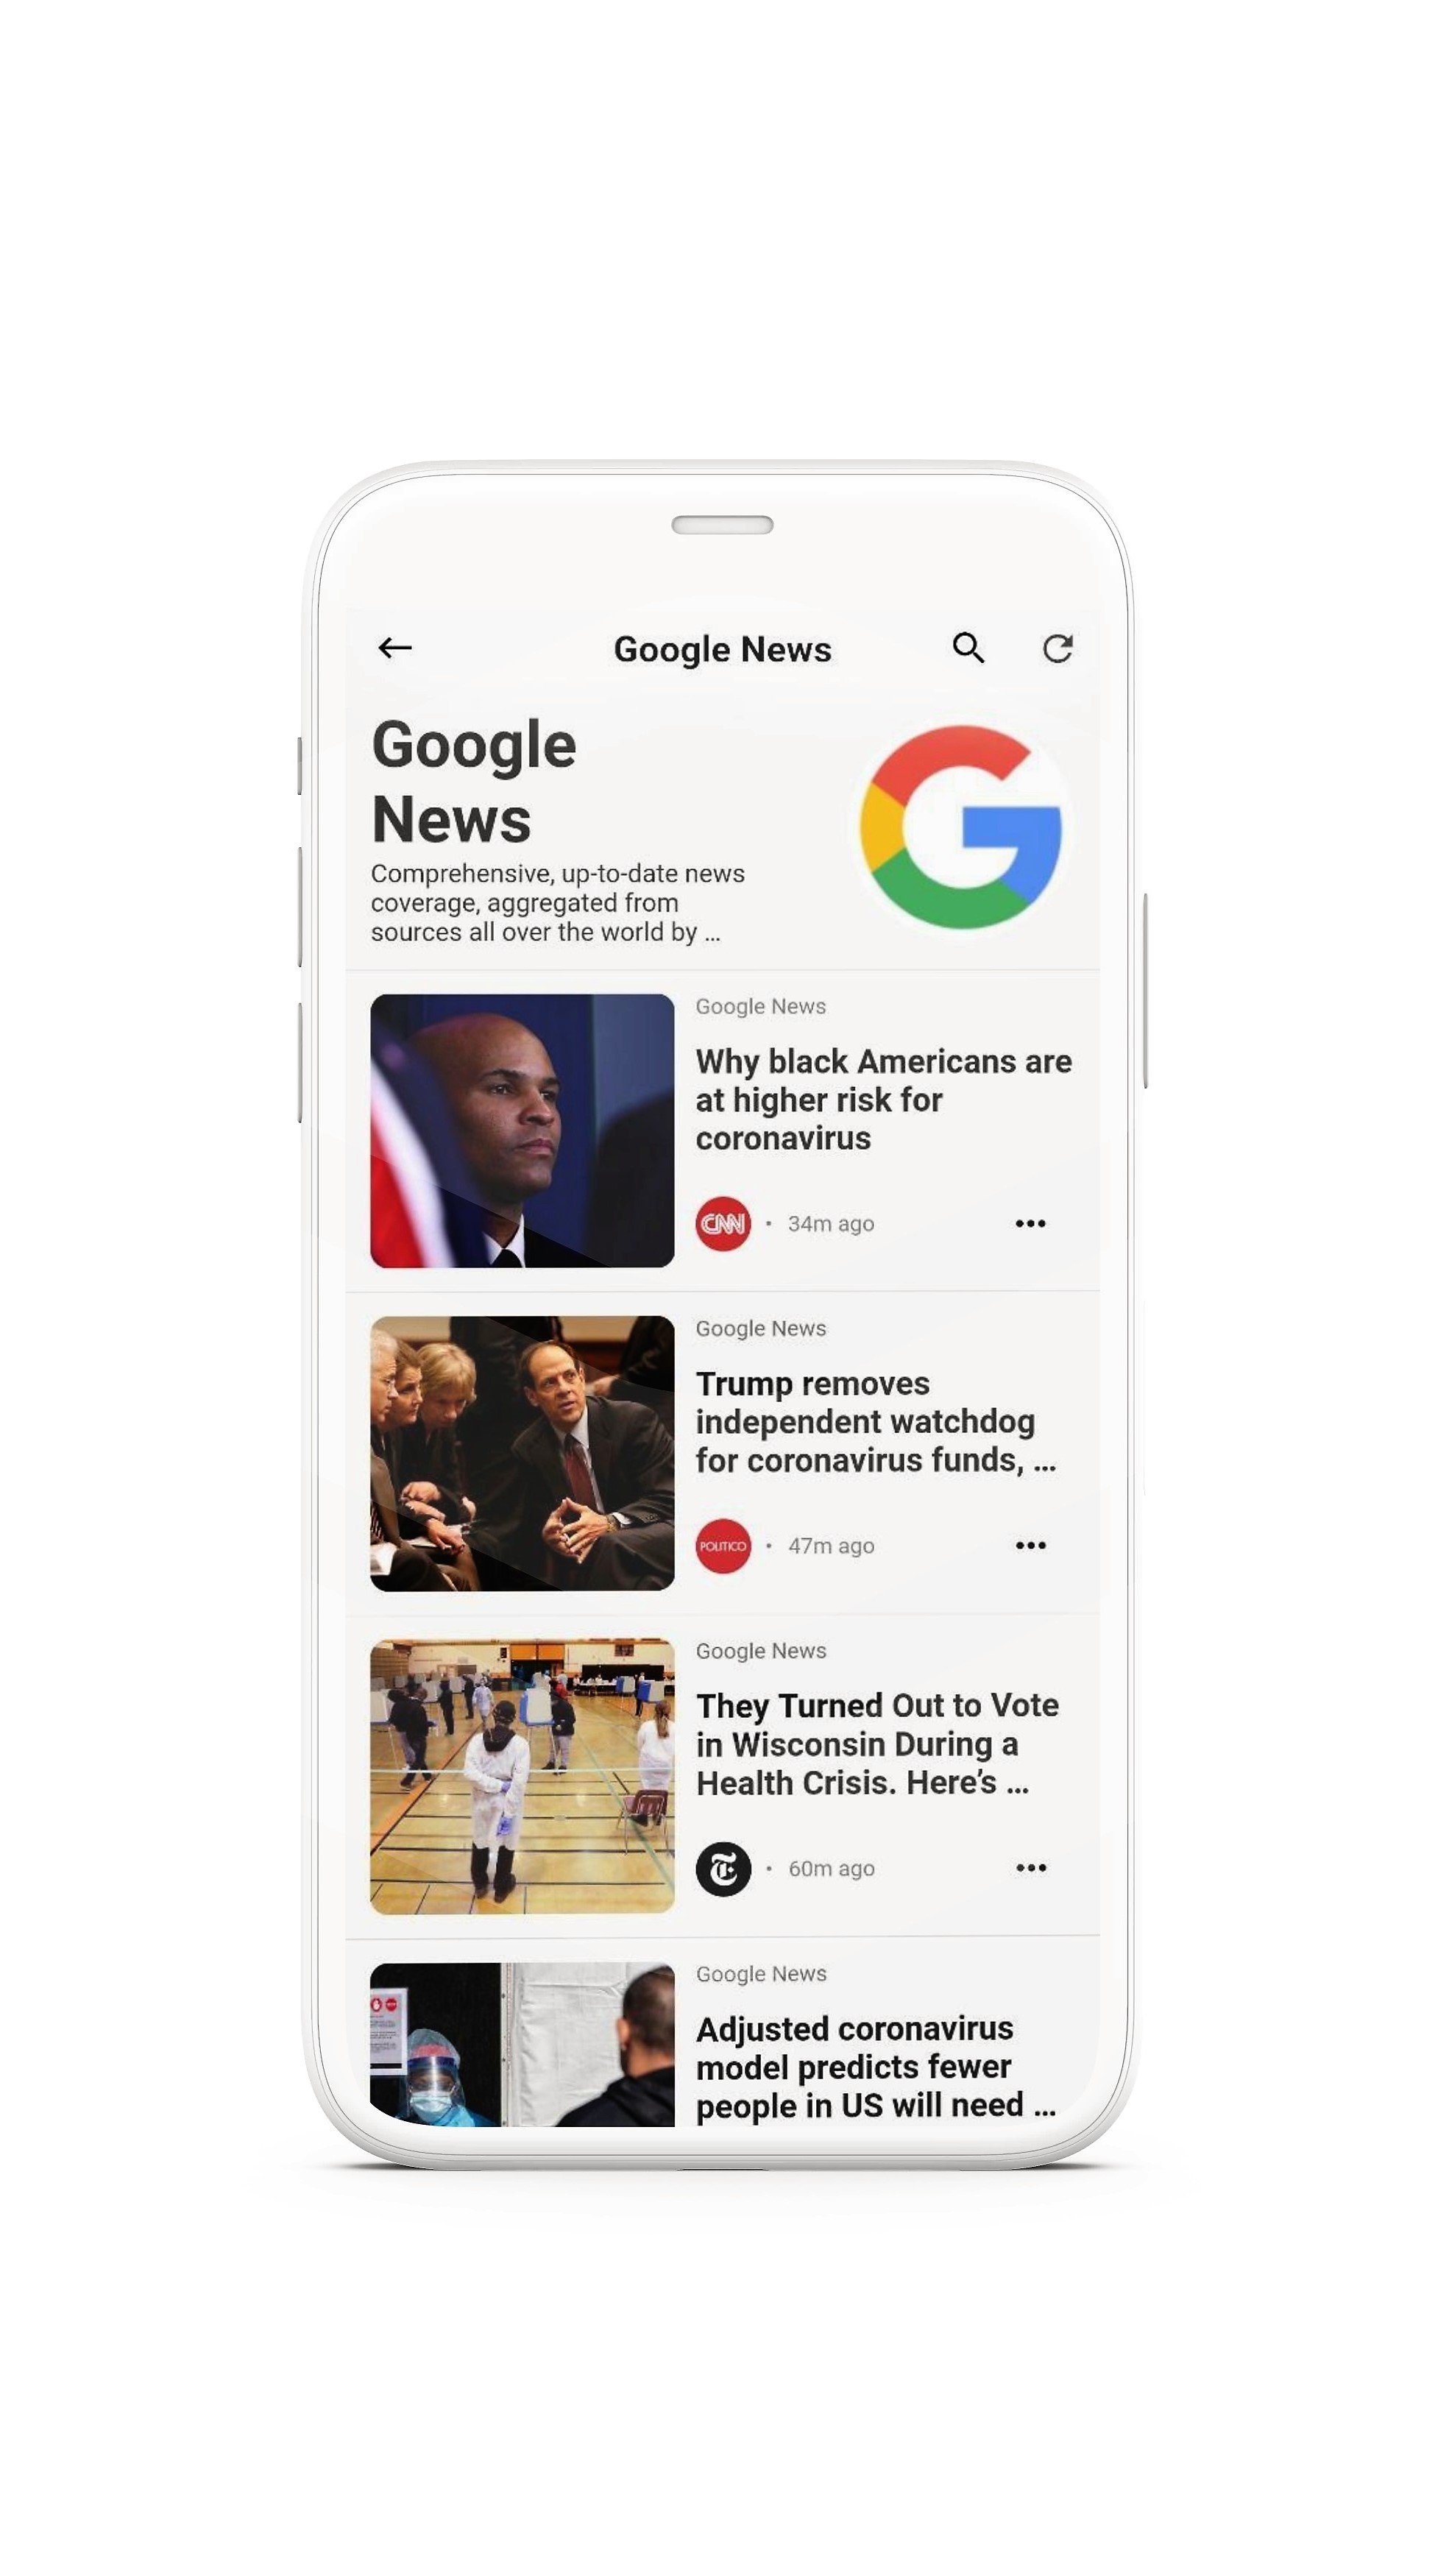 Google News
Google
News
Comprehensive, up-to-date news
coverage, aggregated from
sources all over the world by ...
Google News
Why black Americans are
at higher risk for
coronavirus
CNN • 34m ago
Google News
Trump removes
independent watchdog
for coronavirus funds, ...
POLITICO • 47m ago
Google News
They Turned Out to Vote
in Wisconsin During a
Health Crisis. Here’s ...
T • 60m ago
Google News
Adjusted coronavirus
model predicts fewer
people in US will need ...